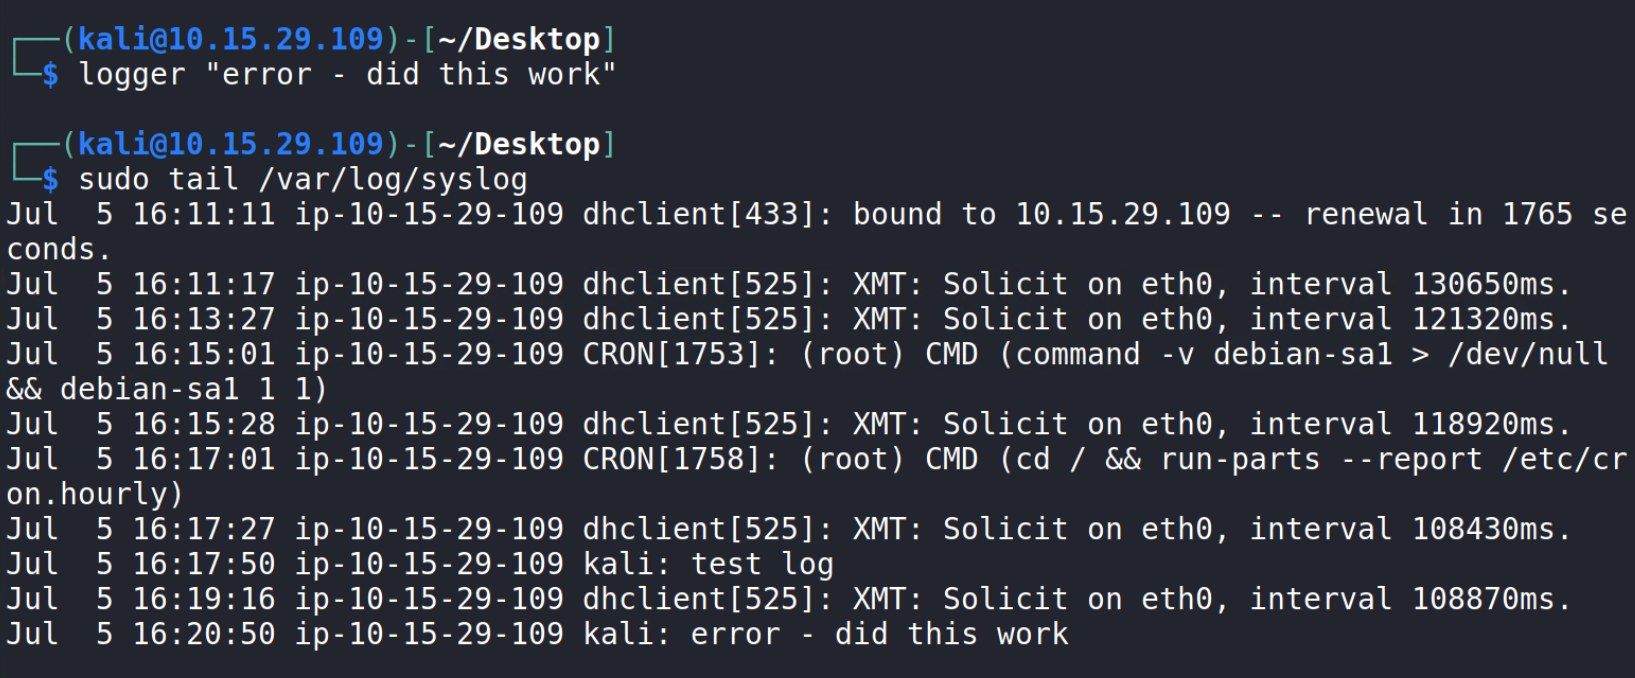 ┌──(kali@10.15.29.109)-[~/Desktop]
└─$ logger "error - did this work"
┌──(kali@10.15.29.109)-[~/Desktop]
└─$ sudo tail /var/log/syslog
Jul  5 16:11:11 ip-10-15-29-109 dhclient[433]: bound to 10.15.29.109 -- renewal in 1765 se
conds.
Jul  5 16:11:17 ip-10-15-29-109 dhclient[525]: XMT: Solicit on eth0, interval 130650ms.
Jul  5 16:13:27 ip-10-15-29-109 dhclient[525]: XMT: Solicit on eth0, interval 121320ms.
Jul  5 16:15:01 ip-10-15-29-109 CRON[1753]: (root) CMD (command -v debian-sa1 > /dev/null
&& debian-sa1 1 1)
Jul  5 16:15:28 ip-10-15-29-109 dhclient[525]: XMT: Solicit on eth0, interval 118920ms.
Jul  5 16:17:01 ip-10-15-29-109 CRON[1758]: (root) CMD (cd / && run-parts --report /etc/cr
on.hourly)
Jul  5 16:17:27 ip-10-15-29-109 dhclient[525]: XMT: Solicit on eth0, interval 108430ms.
Jul  5 16:17:50 ip-10-15-29-109 kali: test log
Jul  5 16:19:16 ip-10-15-29-109 dhclient[525]: XMT: Solicit on eth0, interval 108870ms.
Jul  5 16:20:50 ip-10-15-29-109 kali: error - did this work